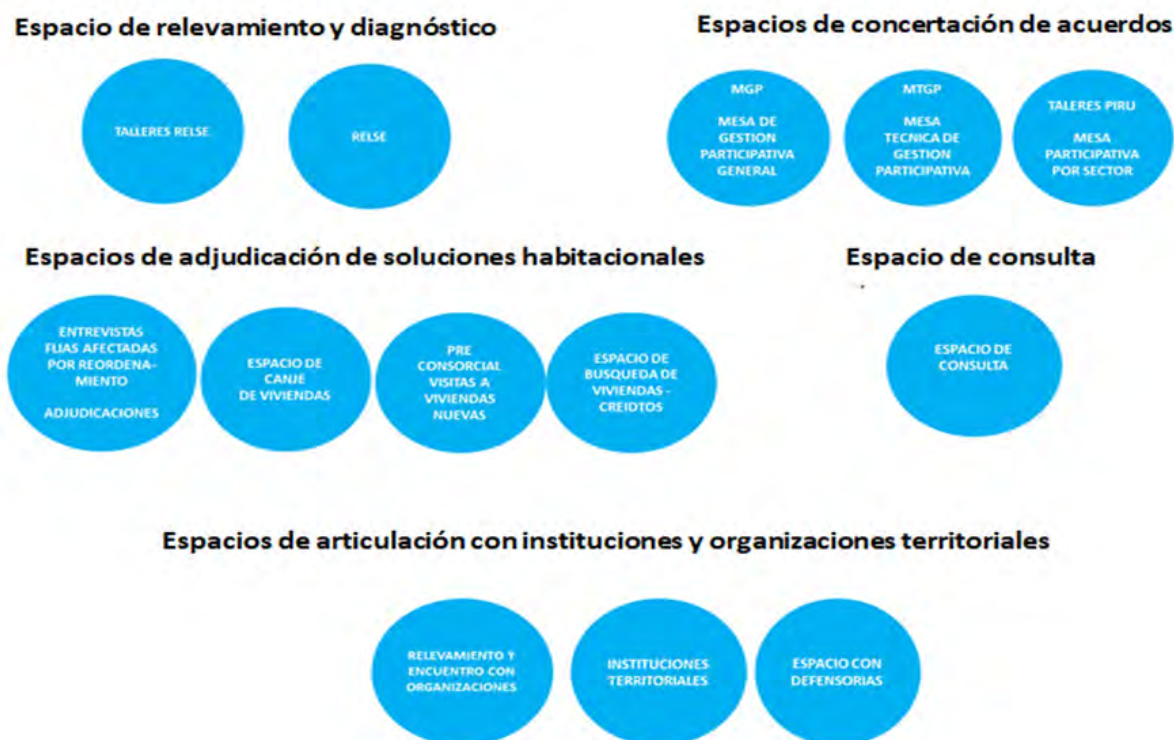 Espacio de relevamiento y diagnóstico
TALLERES RELSE
RELSE
Espacios de concertación de acuerdos
MGP
MESA DE
GESTION
PARTICIPATIVA
GENERAL
MTGP
MESA
TECNICA DE
GESTION
PARTICIPATIVA
TALERES PIRU
MESA
PARTICIPATIVA
POR SECTOR
Espacios de adjudicación de soluciones habitacionales
ENTREVISTAS
FLIAS AFECTADAS
POR REORDENA-
MIENTO
ADJUDICACIONES
ESPACIO DE
CANJE
DE VIVIENDAS
PRE
CONSORCIAL
VISITAS A
VIVIENDAS
NUEVAS
ESPACIO DE
BUSQUEDA DE
VIVIENDAS -
CREIDTOS
Espacio de consulta
ESPACIO DE
CONSULTA
Espacios de articulación con instituciones y organizaciones territoriales
RELEVAMIENTO Y
ENCUENTRO CON
ORGANIZACIONES
INSTITUCIONES
TERRITORIALES
ESPACIO CON
DEFENSORIAS